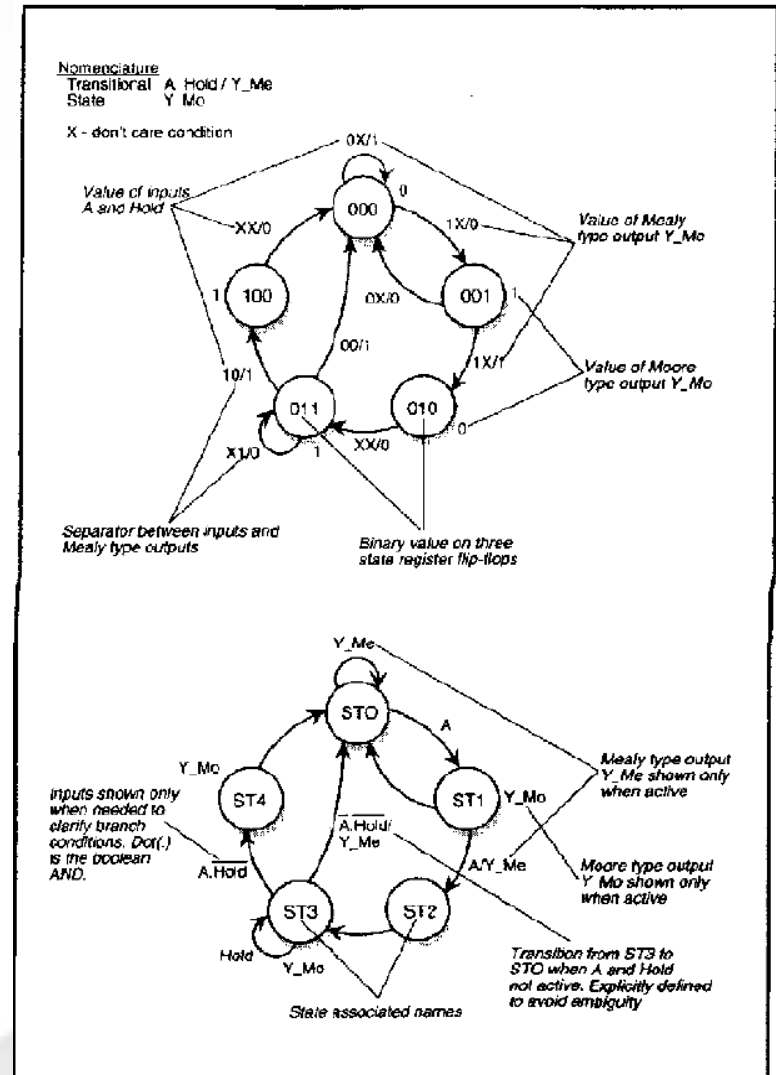 Nomenclature
Transitional A Hold / Y_Me
State Y Mo
X - don't care condition
0X/1
Value of inputs
A and Hold
000
0
XX/0
1X/0
Value of Mealy
type output Y_Mo
1
100
0X/0
001
1
00/1
1X/1
Value of Moore
type output Y_Mo
10/1
011
010
0
X1/0
1
XX/0
Separator between inputs and
Mealy type outputs
Binary value on three
state register flip-flops
Y_Me
ST0
A
Mealy type output
Y_Me shown only
when active
Y_Mo
inputs shown only
when needed to
clarify branch
conditions. Dot(.)
is the boolean
AND.
ST4
ST1
Y_Mo
A.Hold/
Y_Me
A/Y_Me
Moore type output
Y_Mo shown only
when active
A.Hold
ST3
ST2
Hold
Y_Mo
Transition from ST3 to
ST0 when A and Hold
not active. Explicitly defined
to avoid ambiguity
State associated names